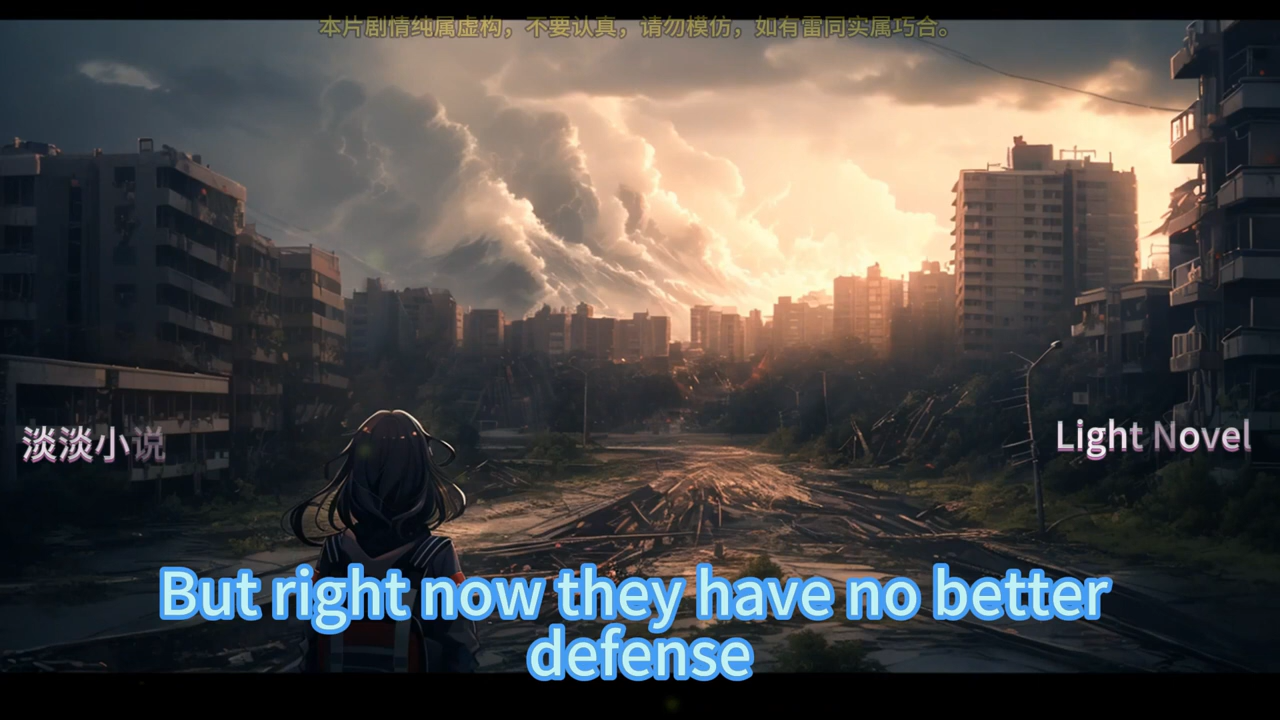 本片剧情纯属虚构，不要认真，请勿模仿，如有雷同实属巧合。
淡淡小说
Light Novel
But right now they have no better
defense